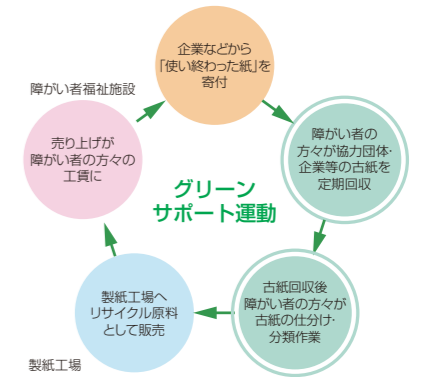 企業などから
「使い終わった紙」を
寄付
障がい者福祉施設
売り上げが
障がい者の方々の
工賃に
障がい者の
方々が協力団体・
企業等の古紙を
定期回収
グリーン
サポート運動
古紙回収後
障がい者の方々が
古紙の仕分け・
分類作業
製紙工場へ
リサイクル原料
として販売
製紙工場